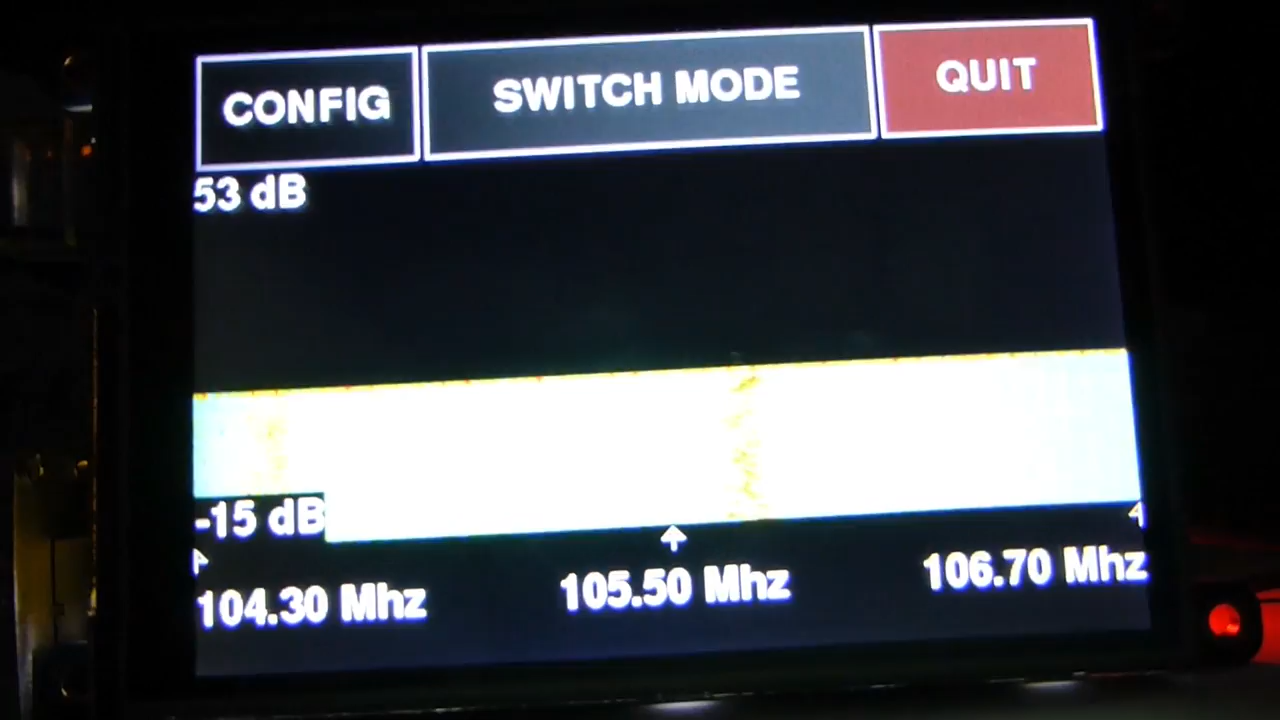 CONFIG SWITCH MODE QUIT
53 dB
-15 dB
104.30 Mhz 105.50 Mhz 106.70 Mhz